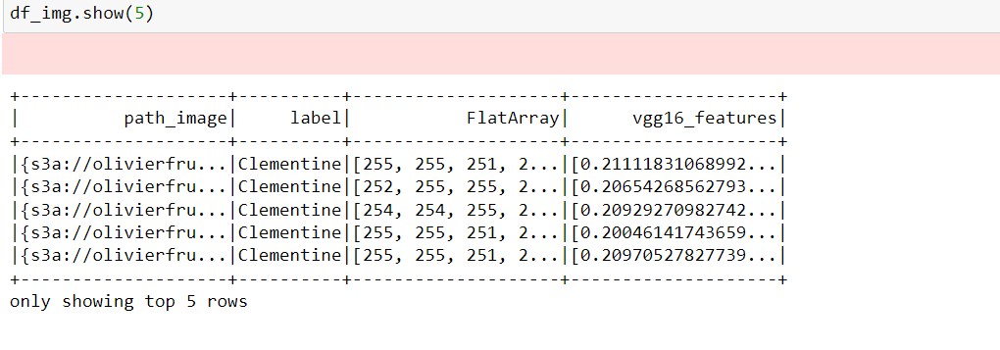 df_img.show(5)
+--------------------+----------+--------------------+--------------------+
|          path_image|     label|           FlatArray|      vgg16_features|
+--------------------+----------+--------------------+--------------------+
|{s3a://olivierfru...|Clementine|[255, 255, 251, 2...|[0.21111831068992...|
|{s3a://olivierfru...|Clementine|[252, 255, 255, 2...|[0.20654268562793...|
|{s3a://olivierfru...|Clementine|[254, 254, 255, 2...|[0.20929270982742...|
|{s3a://olivierfru...|Clementine|[255, 255, 251, 2...|[0.20046141743659...|
|{s3a://olivierfru...|Clementine|[255, 255, 251, 2...|[0.20970527827739...|
+--------------------+----------+--------------------+--------------------+
only showing top 5 rows